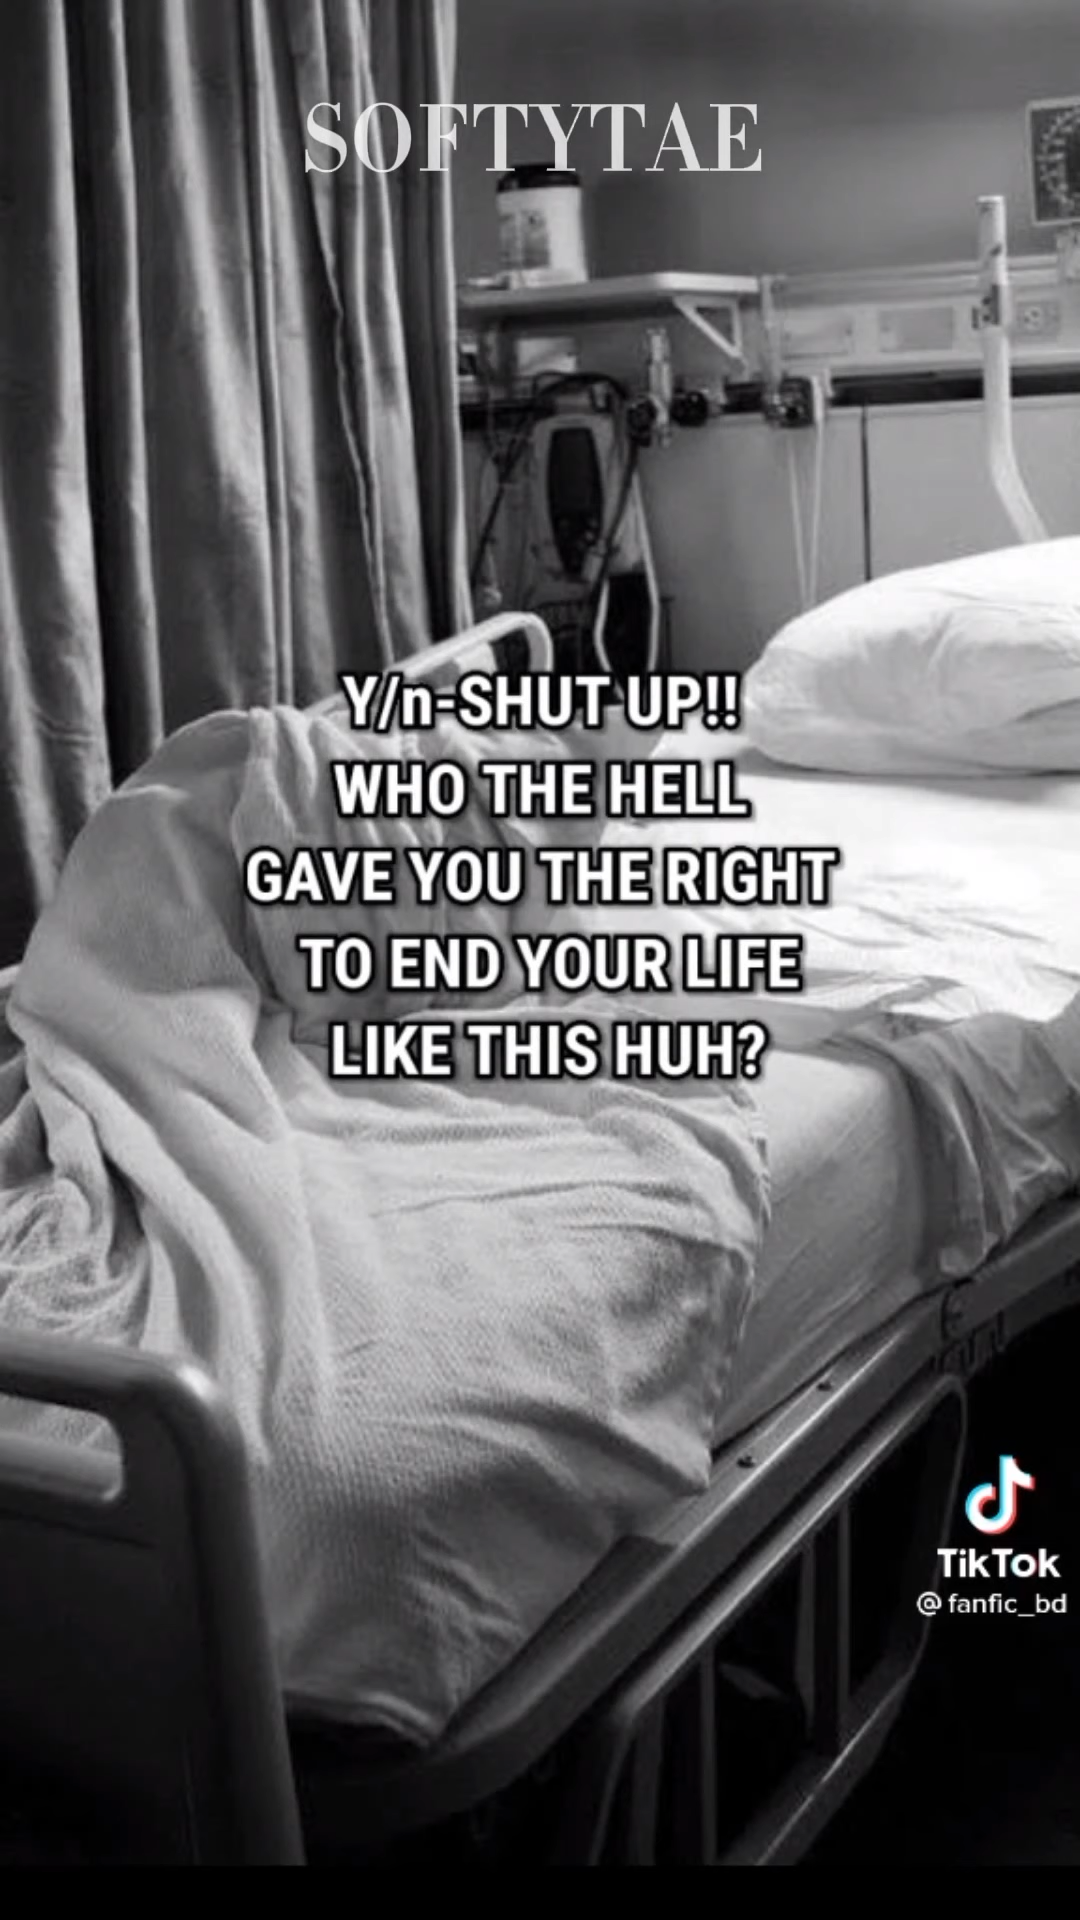 SOFTYTAE
Y/n-SHUT UP!!
WHO THE HELL
GAVE YOU THE RIGHT
TO END YOUR LIFE
LIKE THIS HUH?
TikTok
@fanfic_bd